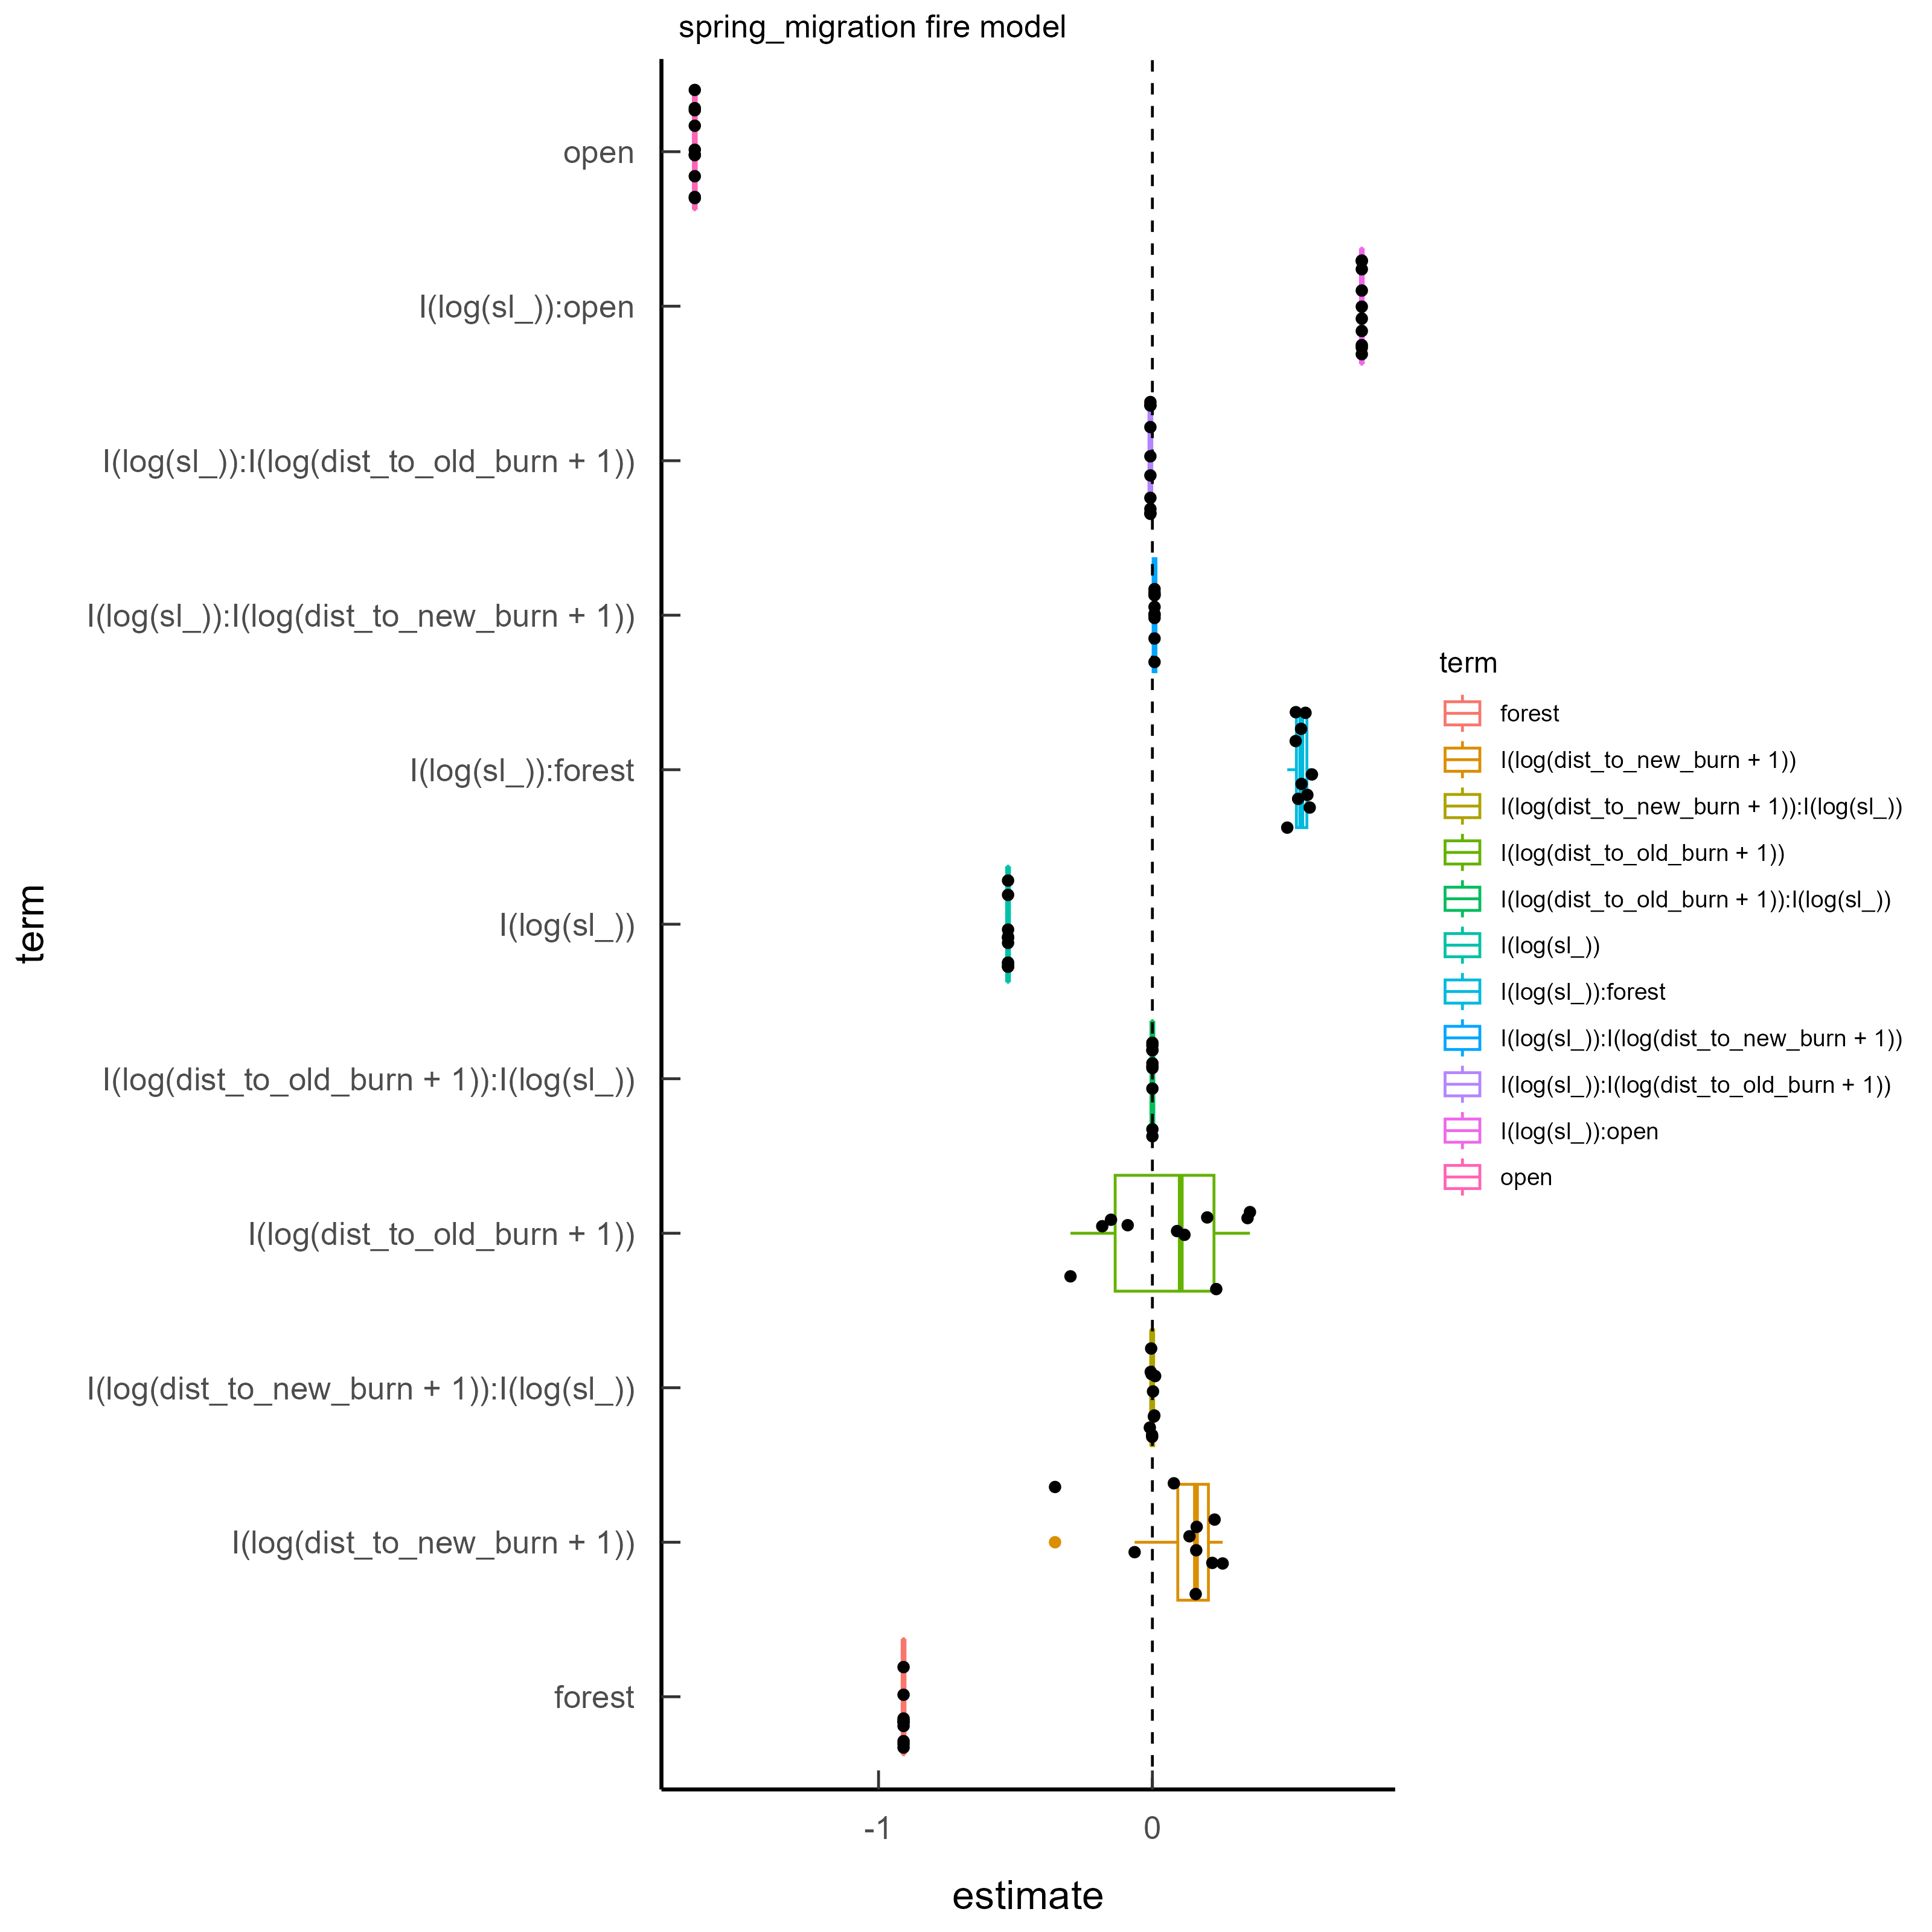 spring_migration fire model
open
I(log(sl_)):open
I(log(sl_)):I(log(dist_to_old_burn + 1))
I(log(sl_)):I(log(dist_to_new_burn + 1))
I(log(sl_)):forest
I(log(sl_))
I(log(dist_to_old_burn + 1)):I(log(sl_))
I(log(dist_to_old_burn + 1))
I(log(dist_to_new_burn + 1)):I(log(sl_))
I(log(dist_to_new_burn + 1))
forest
term
-1
0
estimate
term
forest
I(log(dist_to_new_burn + 1))
I(log(dist_to_new_burn + 1)):I(log(sl_))
I(log(dist_to_old_burn + 1))
I(log(dist_to_old_burn + 1)):I(log(sl_))
I(log(sl_))
I(log(sl_)):forest
I(log(sl_)):I(log(dist_to_new_burn + 1))
I(log(sl_)):I(log(dist_to_old_burn + 1))
I(log(sl_)):open
open